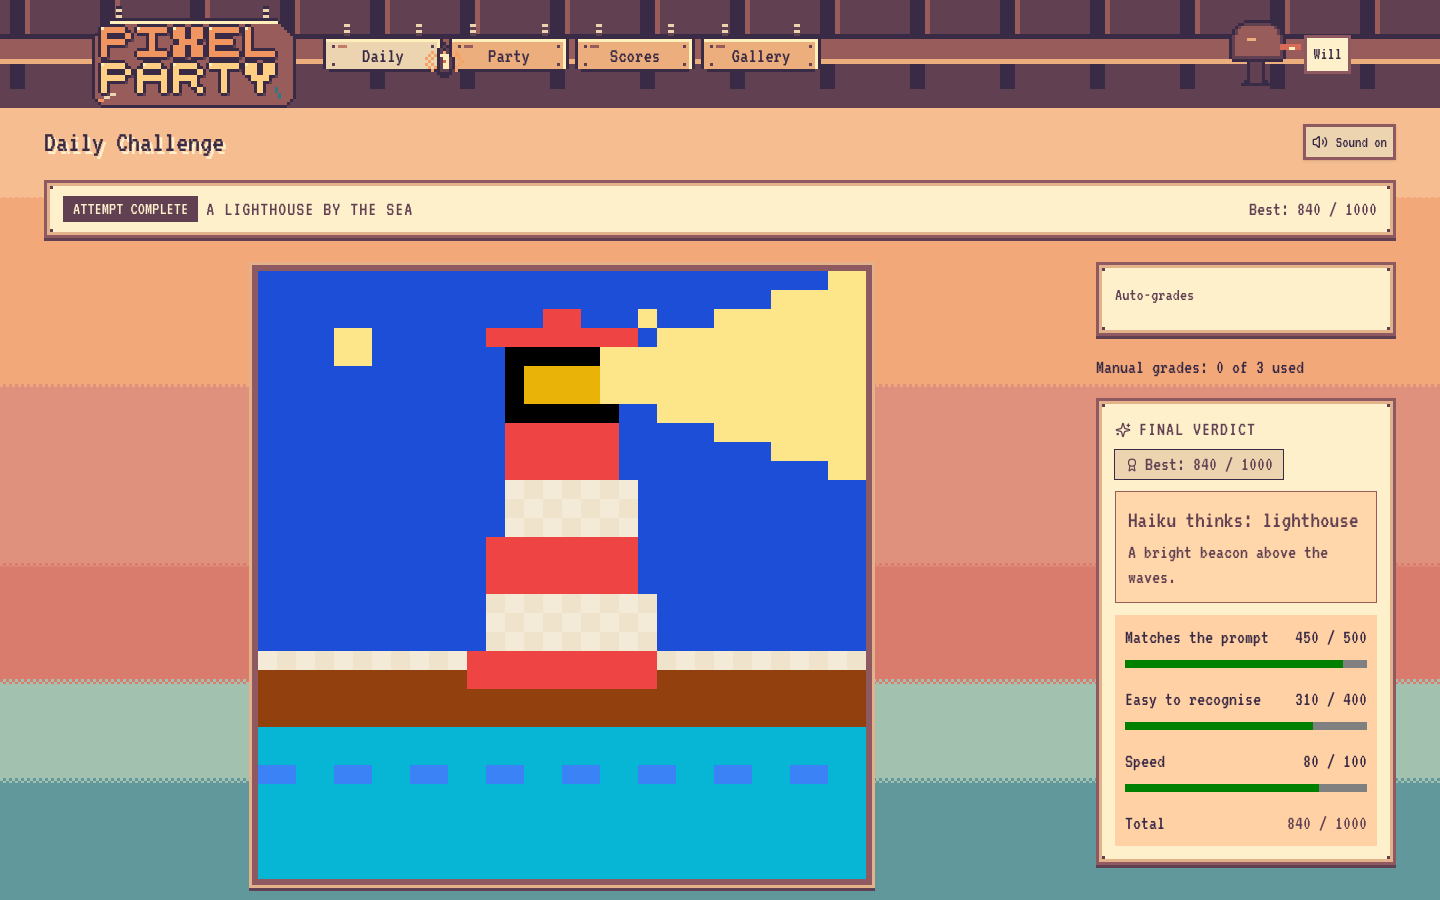 PIXEL
PARTY
Daily
Party
Scores
Gallery
Will
Daily Challenge
Sound on
ATTEMPT COMPLETE
A LIGHTHOUSE BY THE SEA
Best: 840 / 1000
Auto-grades
Manual grades: 0 of 3 used
FINAL VERDICT
Best: 840 / 1000
Haiku thinks: lighthouse
A bright beacon above the
waves.
Matches the prompt 450 / 500
Easy to recognise 310 / 400
Speed 80 / 100
Total 840 / 1000